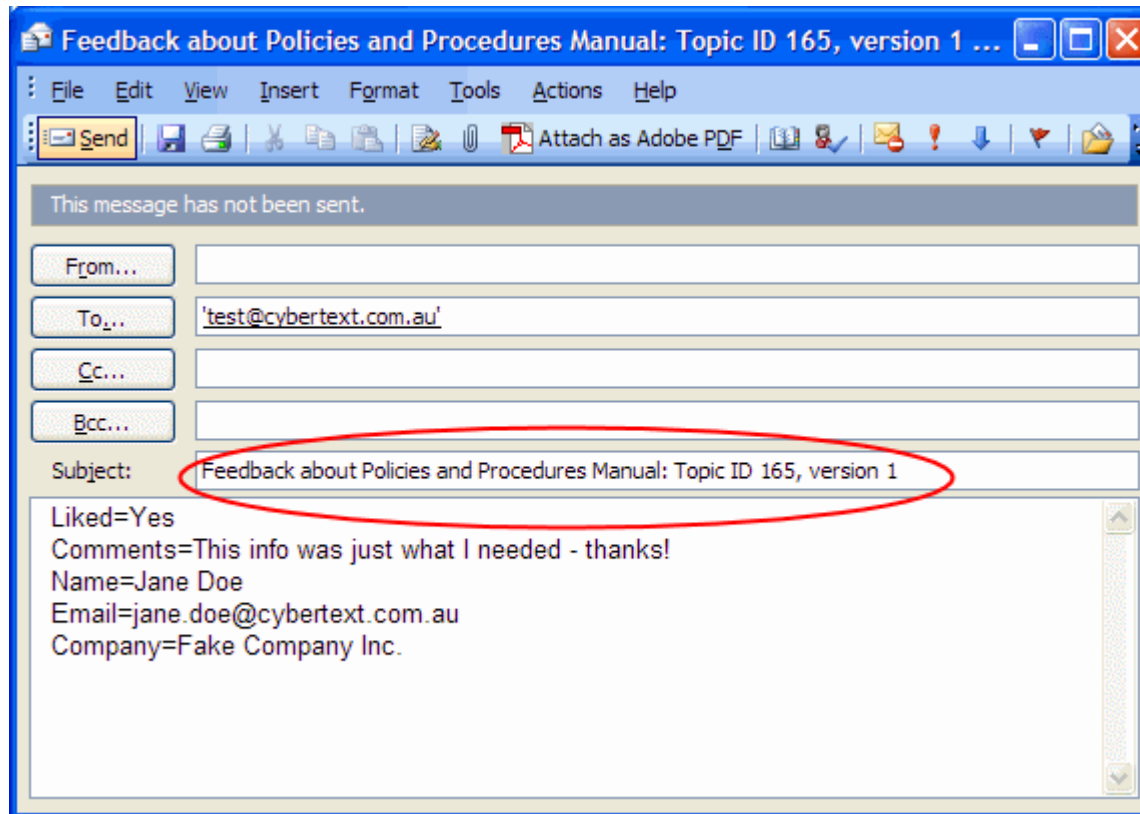 Feedback about Policies and Procedures Manual: Topic ID 165, version 1 ...
File Edit View Insert Format Tools Actions Help
Send Attach as Adobe PDF
This message has not been sent.
From...
To... 'test@cybertext.com.au'
Cc...
Bcc...
Subject: Feedback about Policies and Procedures Manual: Topic ID 165, version 1
Liked=Yes
Comments=This info was just what I needed - thanks!
Name=Jane Doe
Email=jane.doe@cybertext.com.au
Company=Fake Company Inc.